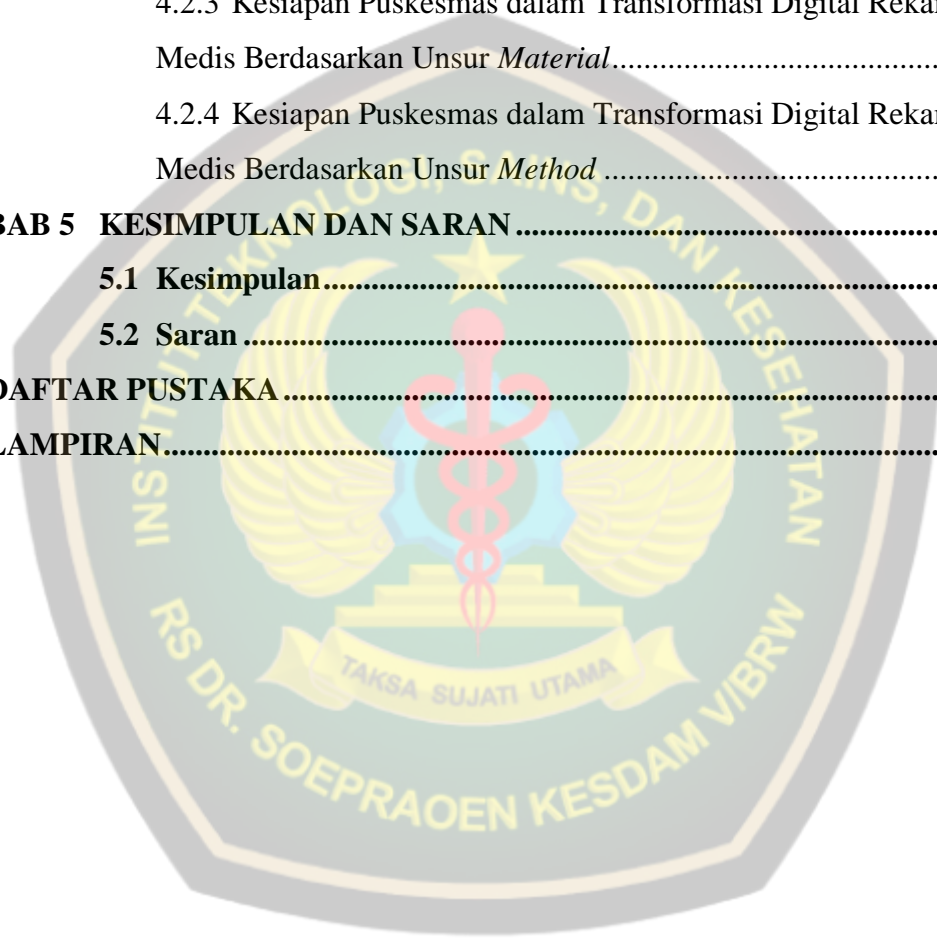 4.2.3 Kesiapan Puskesmas dalam Transformasi Digital Rekam
Medis Berdasarkan Unsur Material....................................................
4.2.4 Kesiapan Puskesmas dalam Transformasi Digital Rekam
Medis Berdasarkan Unsur Method ....................................................
BAB 5 KESIMPULAN DAN SARAN....................................................
5.1 Kesimpulan....................................................
5.2 Saran ....................................................
DAFTAR PUSTAKA ....................................................
LAMPIRAN....................................................
INSTITUT TEKNOLOGI, SAINS, DAN KESEHATAN
TAKSA SUJATI UTAMA
RS DR. SOEPRAOEN KESDAM V/BRW